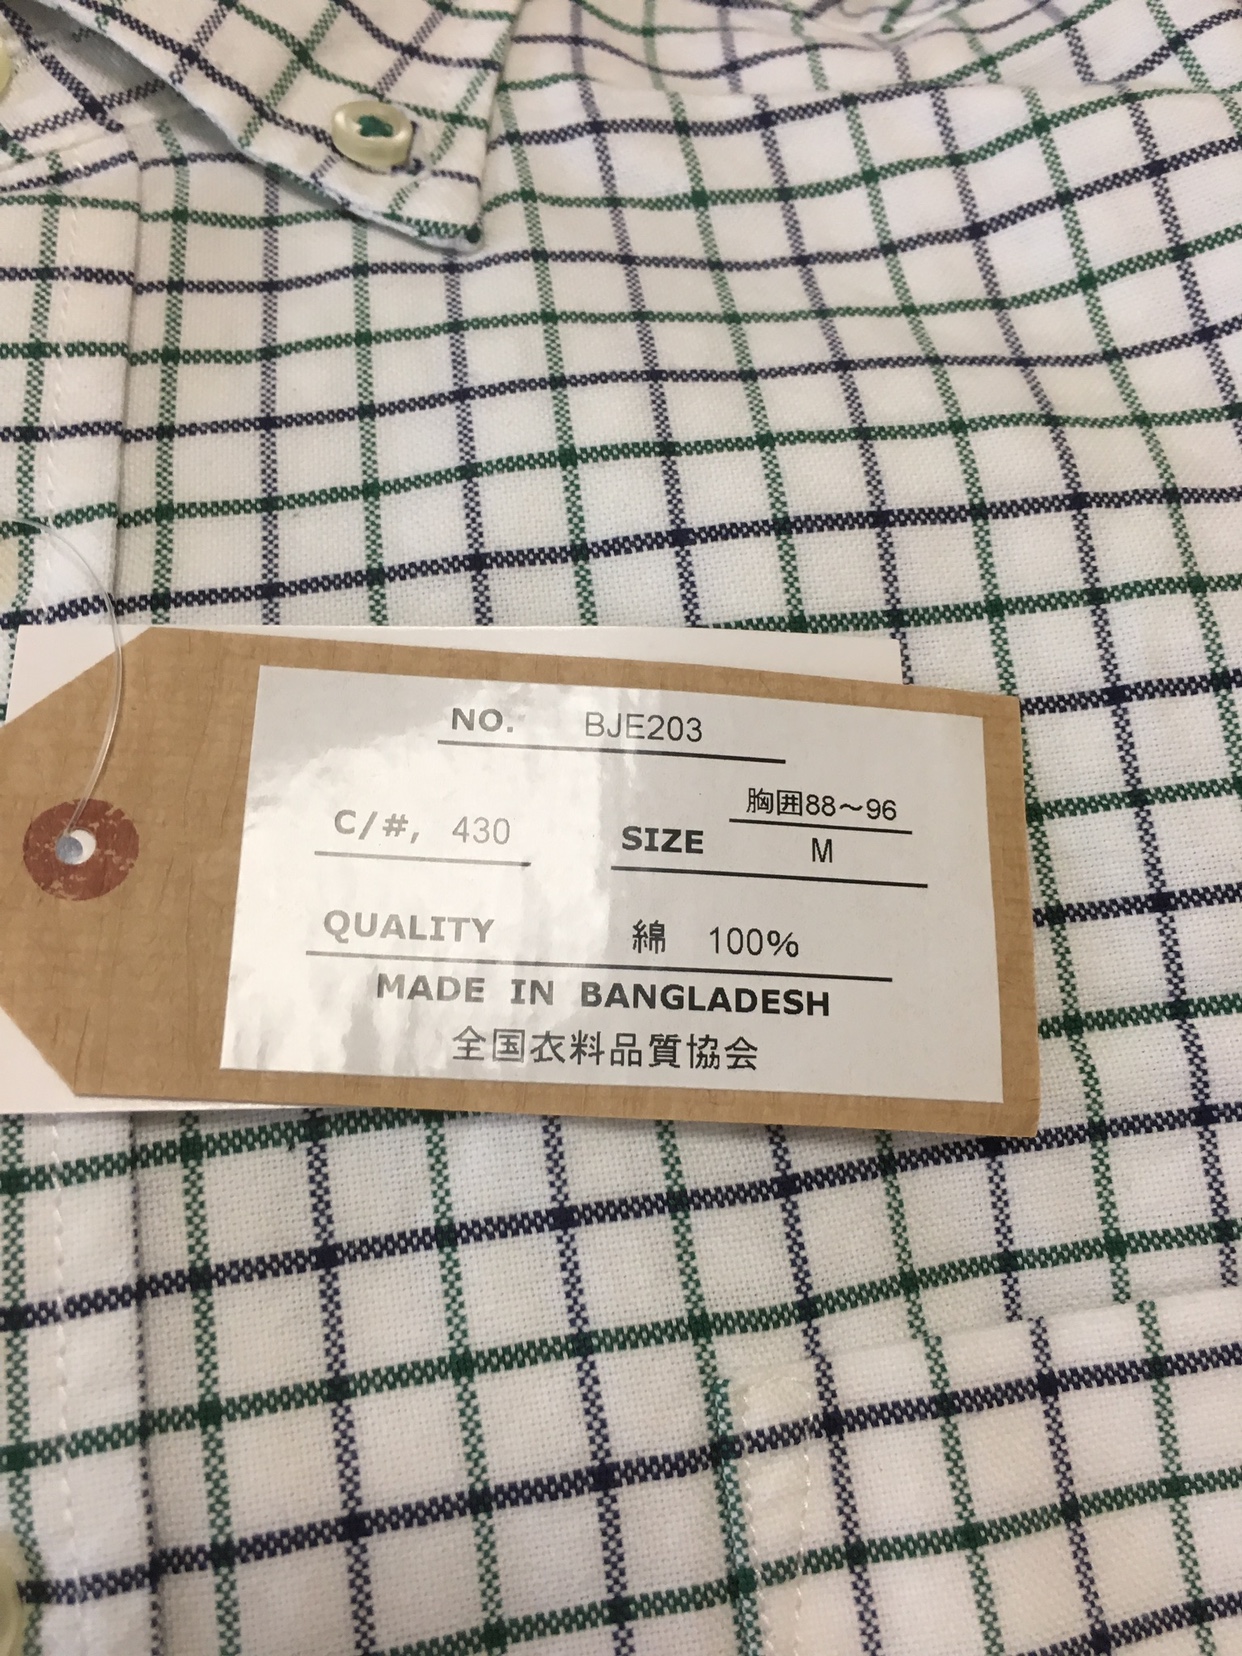 NO. BJE203
胸囲88～96
C/#, 430 SIZE M
QUALITY 綿 100%
MADE IN BANGLADESH
全国衣料品質協会